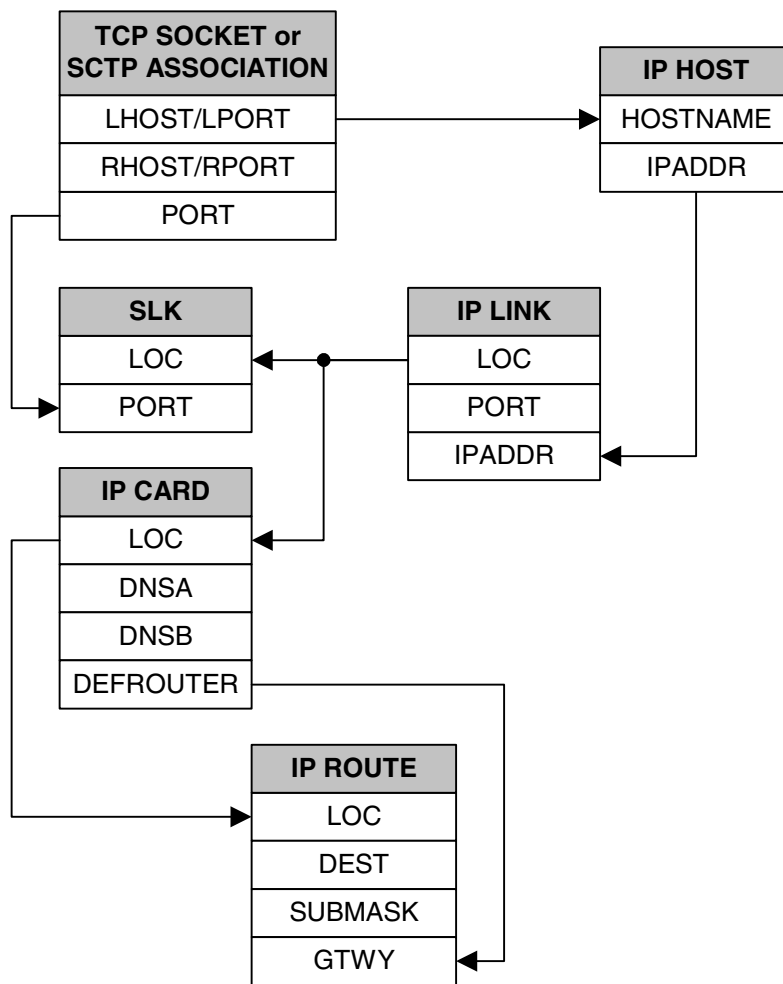 TCP SOCKET or
SCTP ASSOCIATION
LHOST/LPORT
RHOST/RPORT
PORT
IP HOST
HOSTNAME
IPADDR
SLK
LOC
PORT
IP LINK
LOC
PORT
IPADDR
IP CARD
LOC
DNSA
DNSB
DEFROUTER
IP ROUTE
LOC
DEST
SUBMASK
GTWY